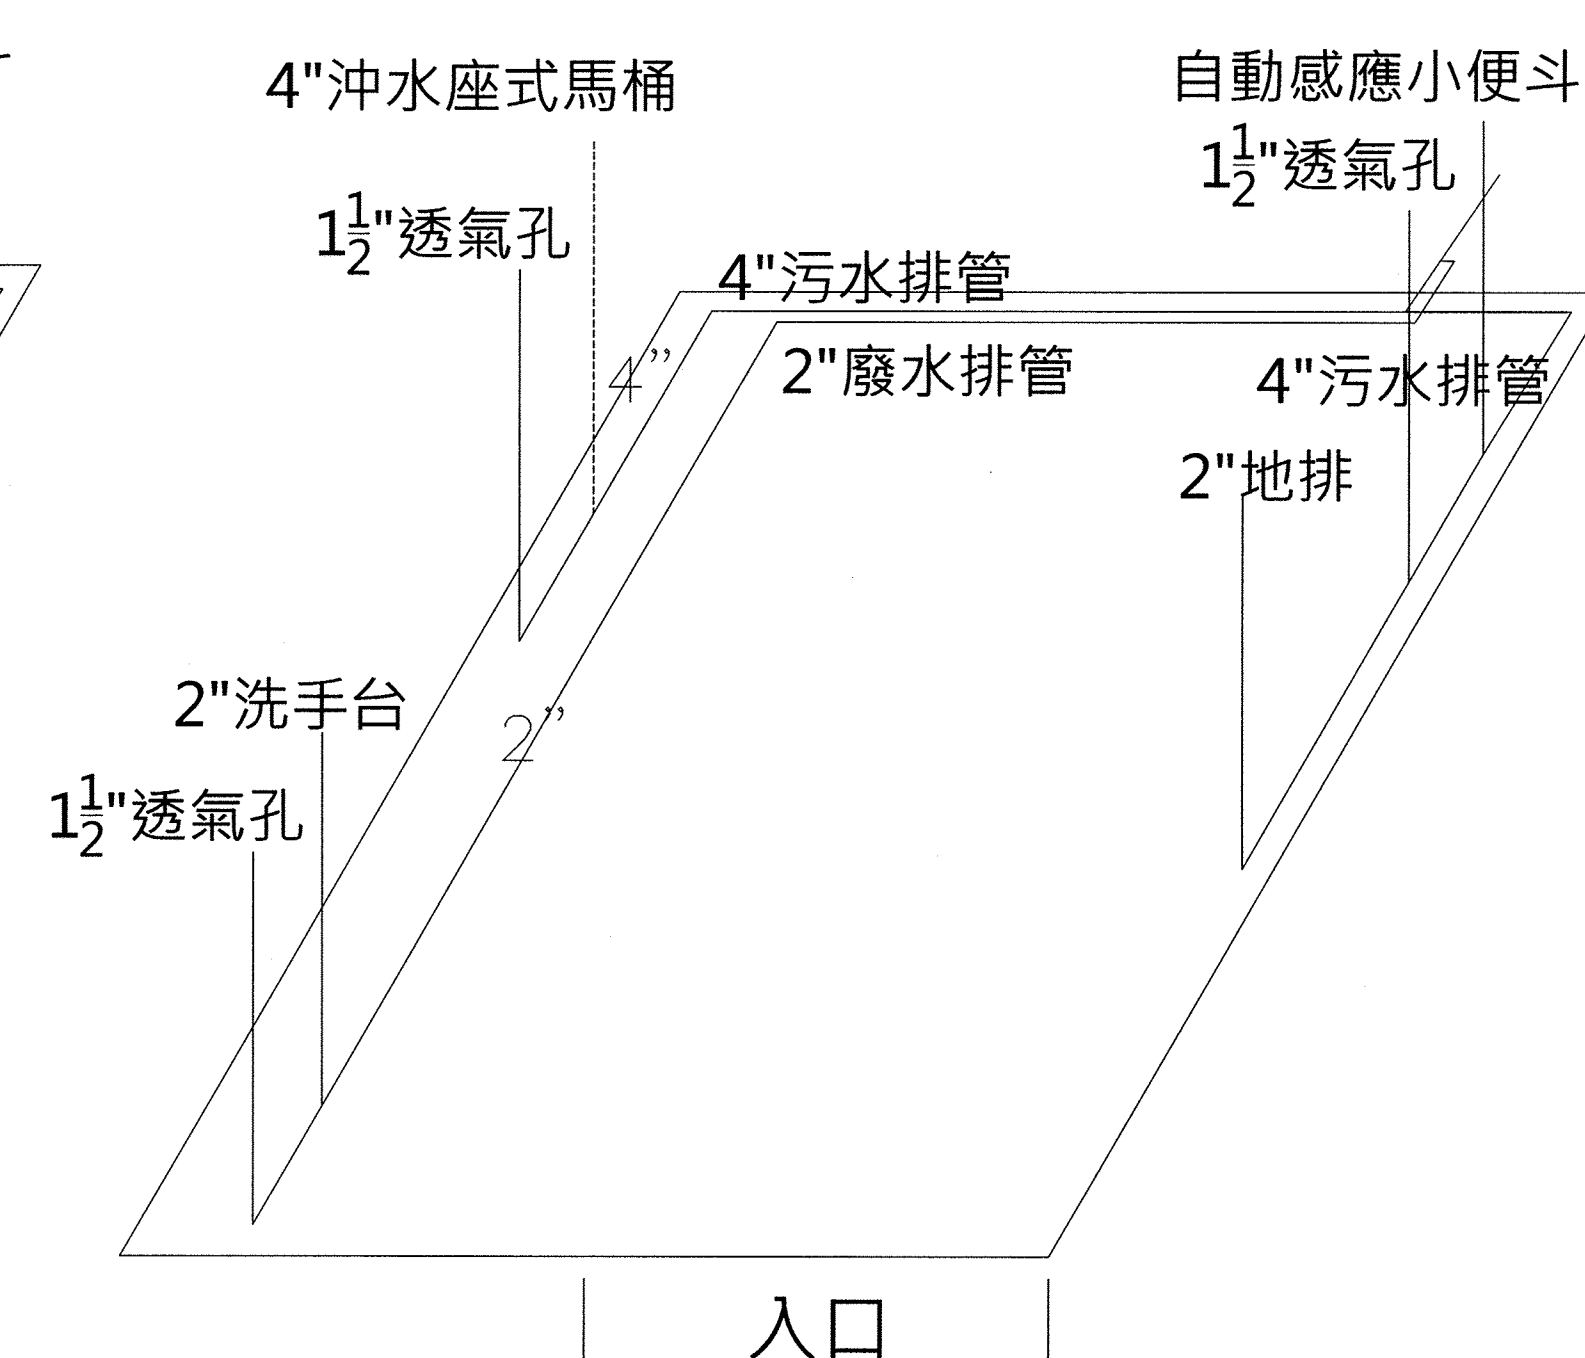 4"沖水座式馬桶
自動感應小便斗
1½"透氣孔
1½"透氣孔
4"污水排管
4"
2"廢水排管
4"污水排管
2"地排
2"洗手台
2"
1½"透氣孔
入口